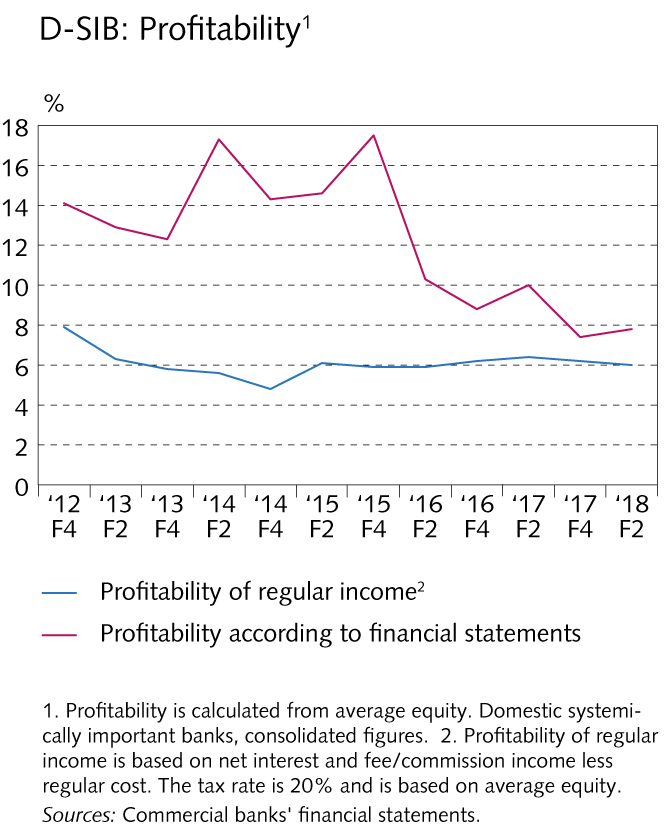 D-SIB: Profitability¹
%
18
16
14
12
10
8
6
4
2
0
‘12 ‘13 ‘13 ‘14 ‘14 ‘15 ‘15 ‘16 ‘16 ‘17 ‘17 ‘18
F4 F2 F4 F2 F4 F2 F4 F2 F4 F2 F4 F2
Profitability of regular income²
Profitability according to financial statements
1. Profitability is calculated from average equity. Domestic systemi-
cally important banks, consolidated figures.  2. Profitability of regular
income is based on net interest and fee/commission income less
regular cost. The tax rate is 20% and is based on average equity.
Sources: Commercial banks' financial statements.